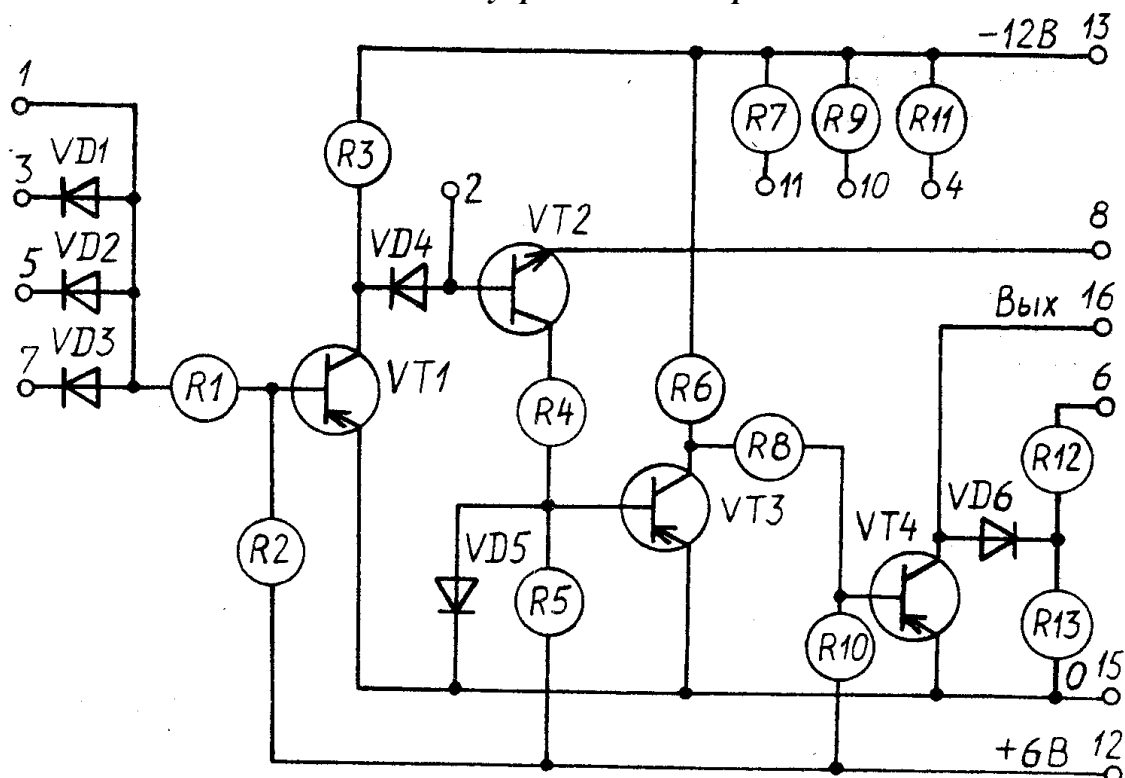 -12В 13
1
R7 R9 R11
R3
VD1
3
11 10 4
2
VT2
8
VD2
VD4
5
Вых 16
VD3
7
R1
VT1
R6
6
R4
R8
R12
VT3
VD6
VT4
R2
VD5
R5
R13
R10
0 15
+6В 12